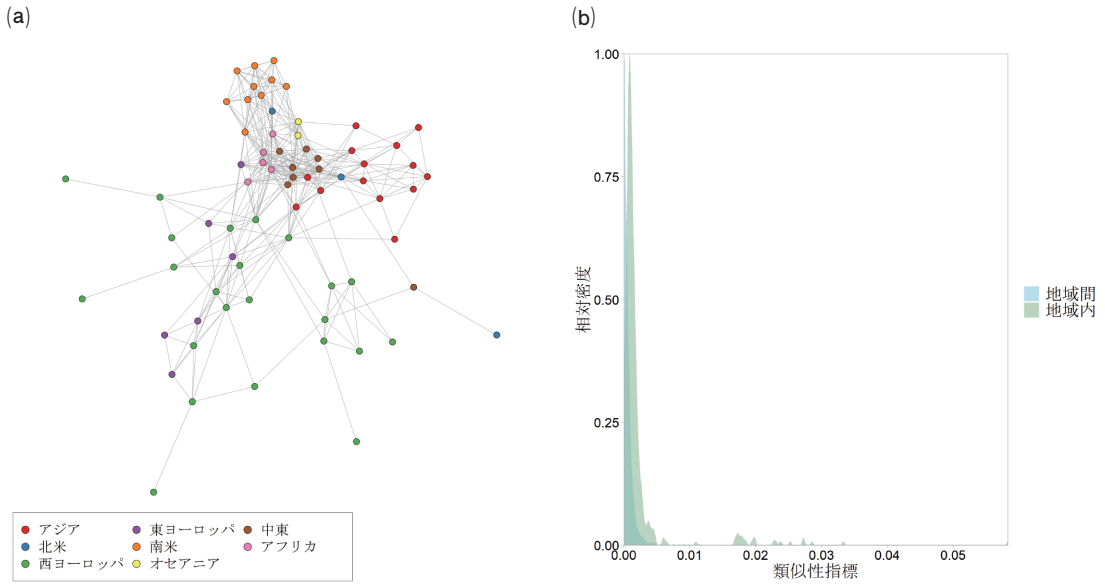 (a)
アジア
北米
西ヨーロッパ
東ヨーロッパ
南米
オセアニア
中東
アフリカ
(b)
1.00
0.75
0.50
0.25
0.00
相対密度
0.00 0.01 0.02 0.03 0.04 0.05
類似性指標
地域間
地域内